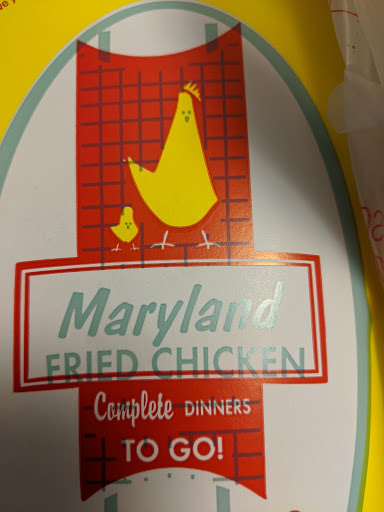 Maryland
FRIED CHICKEN
Complete DINNERS
TO GO!